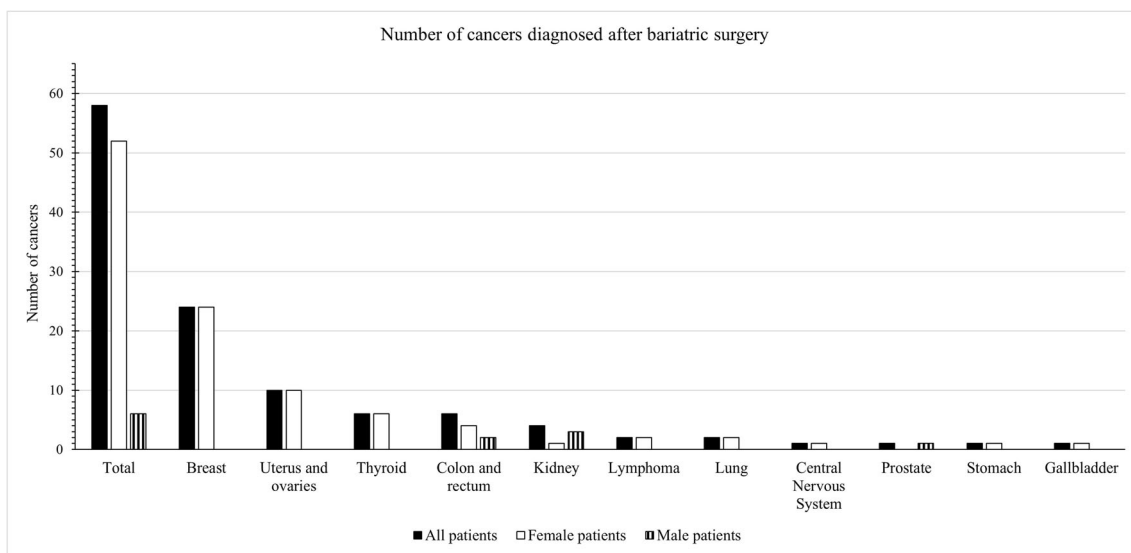 Number of cancers diagnosed after bariatric surgery
Number of cancers
60
50
40
30
20
10
0
Total
Breast
Uterus and
ovaries
Thyroid
Colon and
rectum
Kidney
Lymphoma
Lung
Central
Nervous
System
Prostate
Stomach
Gallbladder
All patients
Female patients
Male patients